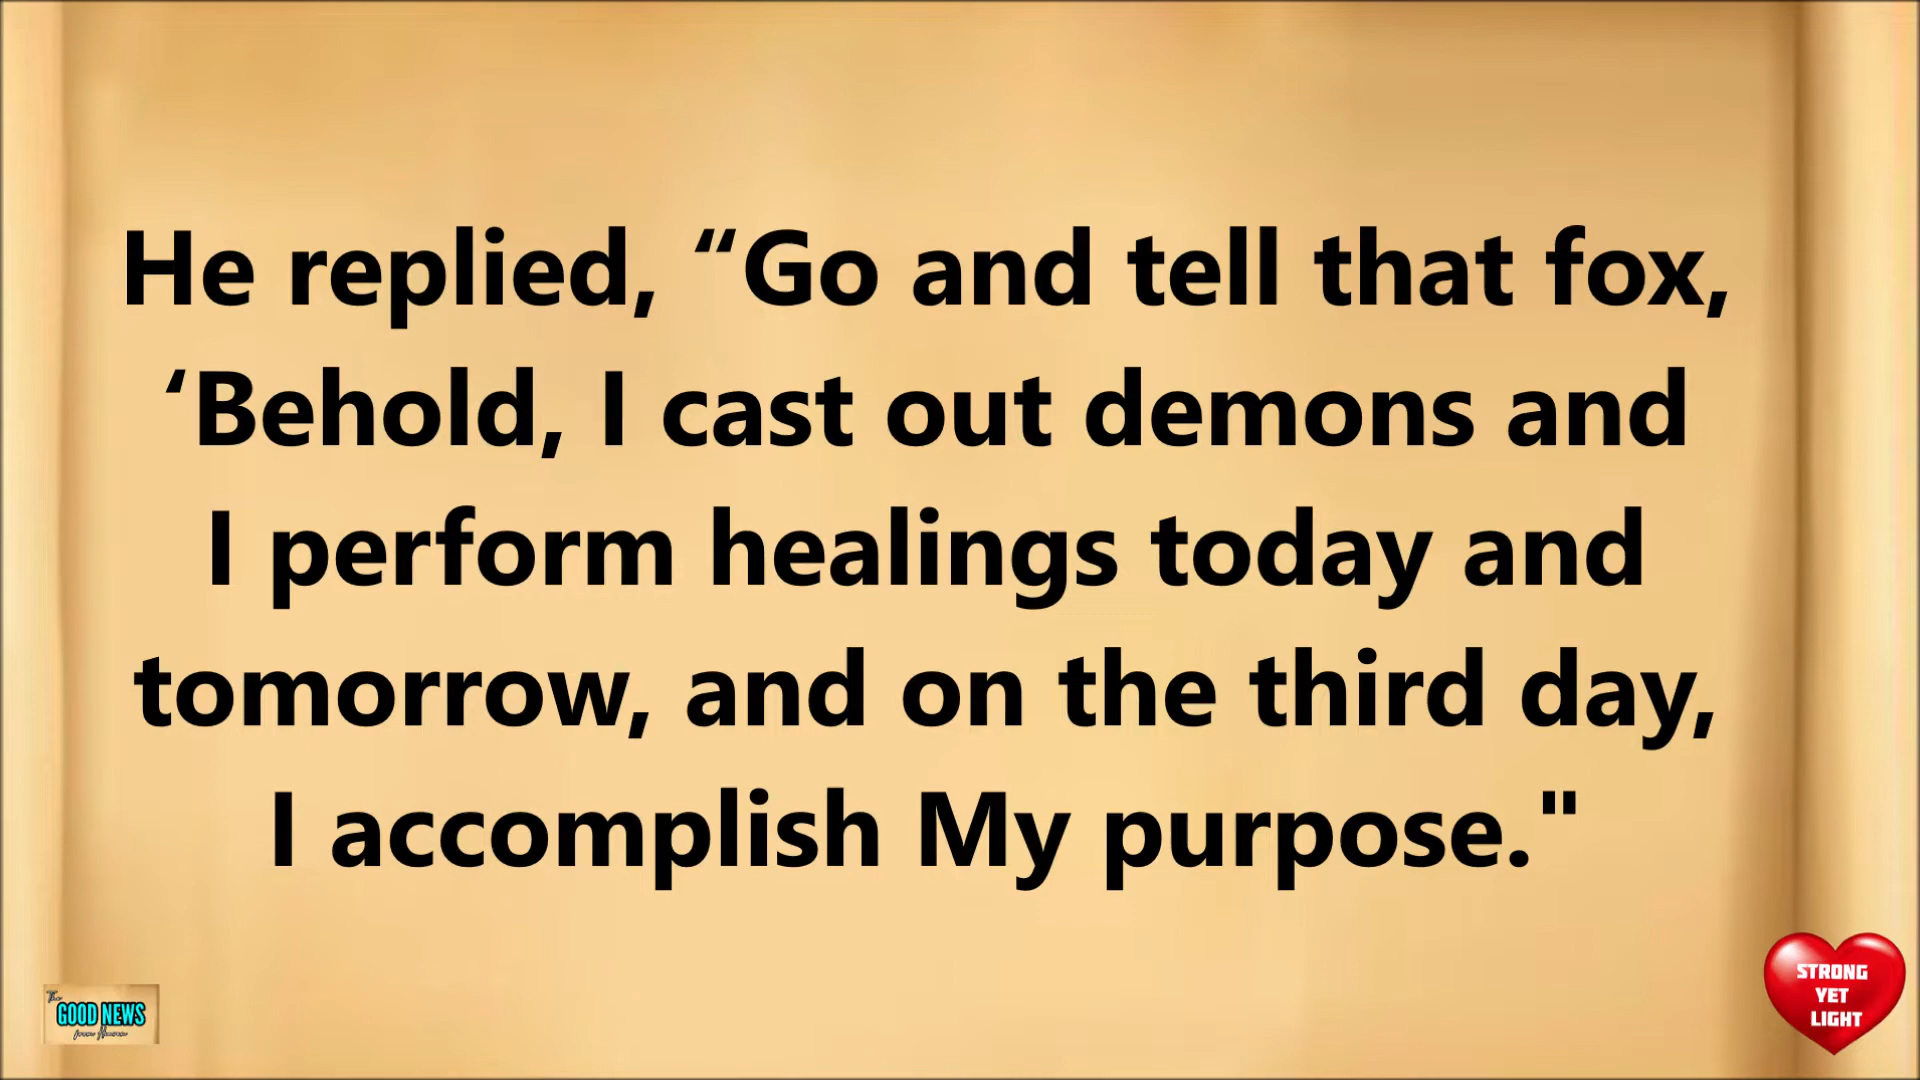 He replied, “Go and tell that fox,
‘Behold, I cast out demons and
I perform healings today and
tomorrow, and on the third day,
I accomplish My purpose."
The
GOOD NEWS
STRONG
YET
LIGHT